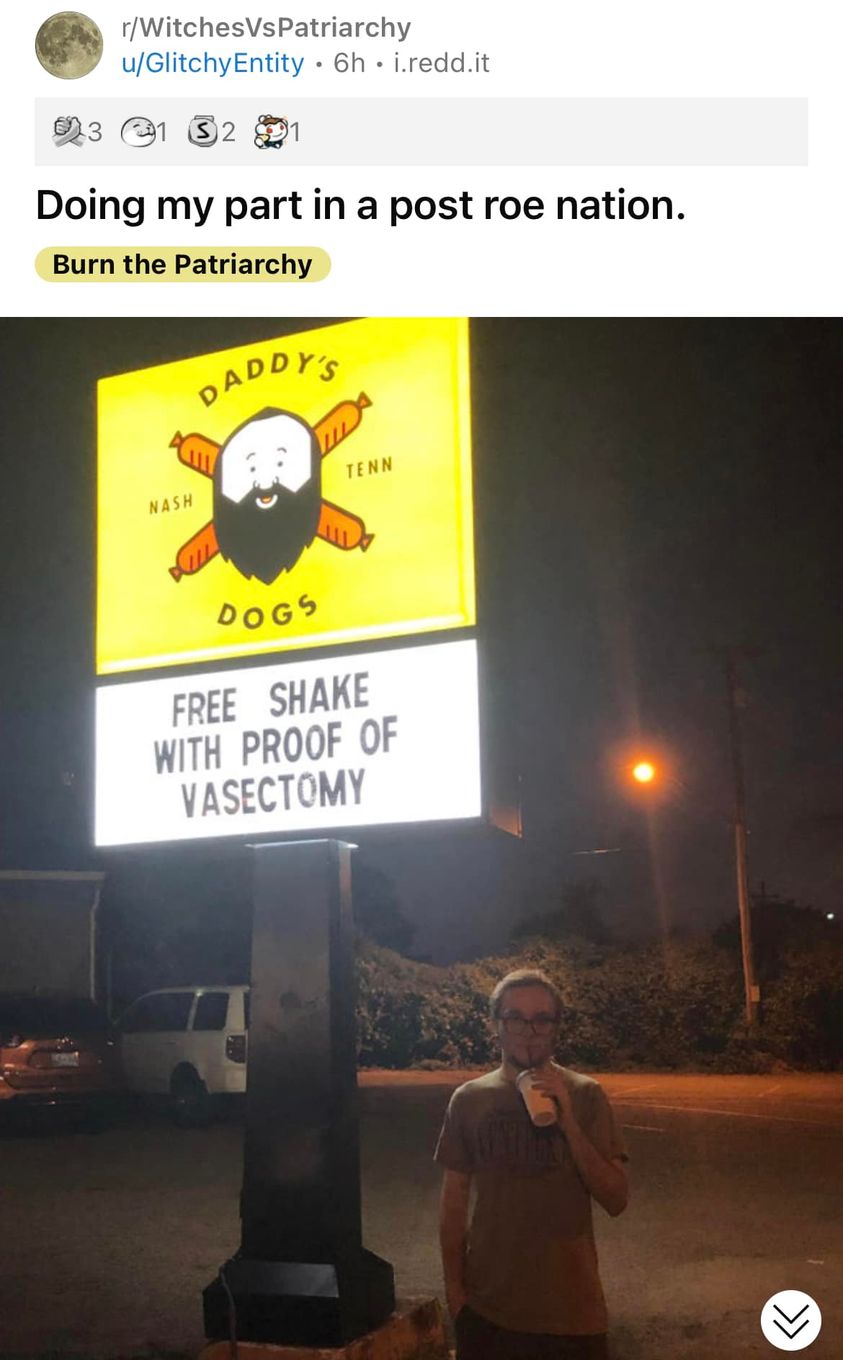 r/WitchesVsPatriarchy
u/GlitchyEntity • 6h • i.redd.it
3 1 S 2 1
Doing my part in a post roe nation.
Burn the Patriarchy
DADDY'S
NASH TENN
DOGS
FREE SHAKE
WITH PROOF OF
VASECTOMY